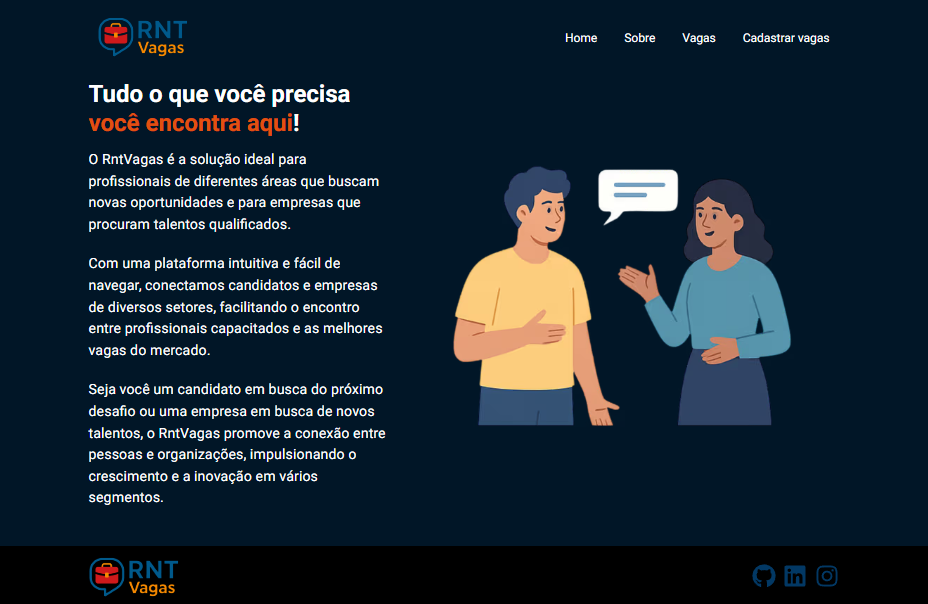 RNT
Vagas
Home
Sobre
Vagas
Cadastrar vagas
Tudo o que você precisa
você encontra aqui!
O RntVagas é a solução ideal para
profissionais de diferentes áreas que buscam
novas oportunidades e para empresas que
procuram talentos qualificados.
Com uma plataforma intuitiva e fácil de
navegar, conectamos candidatos e empresas
de diversos setores, facilitando o encontro
entre profissionais capacitados e as melhores
vagas do mercado.
Seja você um candidato em busca do próximo
desafio ou uma empresa em busca de novos
talentos, o RntVagas promove a conexão entre
pessoas e organizações, impulsionando o
crescimento e a inovação em vários
segmentos.
RNT
Vagas
in